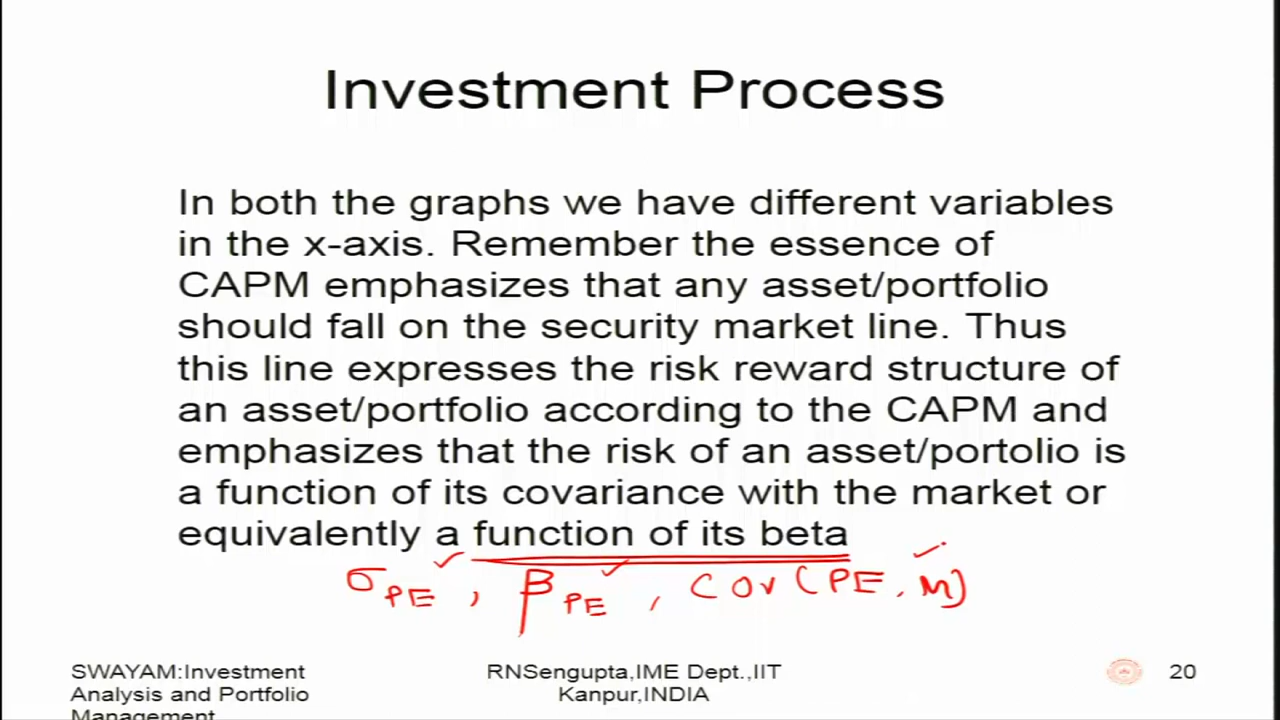 Investment Process
In both the graphs we have different variables
in the x-axis. Remember the essence of
CAPM emphasizes that any asset/portfolio
should fall on the security market line. Thus
this line expresses the risk reward structure of
an asset/portfolio according to the CAPM and
emphasizes that the risk of an asset/portolio is
a function of its covariance with the market or
equivalently a function of its beta
σPE , βPE , Cov(PE, M)
SWAYAM:Investment
Analysis and Portfolio
Management
RNSengupta,IME Dept.,IIT
Kanpur,INDIA
20